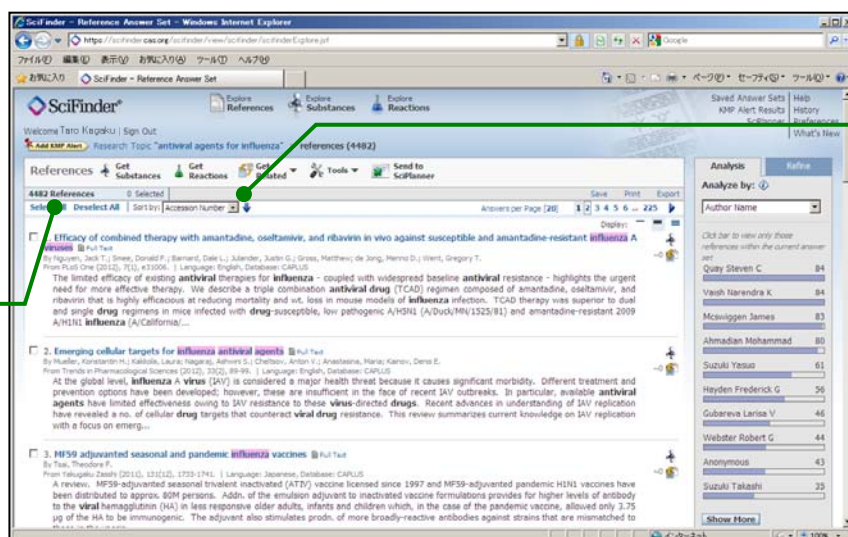 SciFinder - Reference Answer Set - Windows Internet Explorer
https://scifinder.cas.org/scifinder/view/scifinder/scifinderExplore.jsf
Google
ファイル(F) 編集(E) 表示(V) お気に入り(A) ツール(T) ヘルプ(H)
お気に入り SciFinder - Reference Answer Set
ページ(P) セーフティ(S) ツール(O)
SciFinder®
Explore References
Explore Substances
Explore Reactions
Saved Answer Sets Help
KMP Alert Results History
SciPlanner Preferences
What's New
Welcome Taro Kagaku | Sign Out
Add KMP Alert Research Topic "antiviral agents for influenza" references (4482)
References Get Substances Get Reactions Get Related Tools Send to SciPlanner
4482 References 0 Selected Save Print Export
Deselect All Sort by: Accession Number Answers per Page [20] 1 2 3 4 5 6 ... 225
Display:
1. Efficacy of combined therapy with amantadine, oseltamivir, and ribavirin in vivo against susceptible and amantadine-resistant influenza A
viruses Full Text
By Nguyen, Jack T.; Smee, Donald F.; Barnard, Dale L.; Julander, Justin G.; Gross, Matthew; de Jong, Menno D.; Went, Gregory T.
From PLoS One (2012), 7(1), e31006. | Language: English, Database: CAPLUS
The limited efficacy of existing antiviral therapies for influenza - coupled with widespread baseline antiviral resistance - highlights the urgent
need for more effective therapy. We describe a triple combination antiviral drug (TCAD) regimen composed of amantadine, oseltamivir, and
ribavirin that is highly efficacious at reducing mortality and wt. loss in mouse models of influenza infection. TCAD therapy was superior to dual
and single drug regimens in mice infected with drug-susceptible, low pathogenic A/H5N1 (A/Duck/MN/1525/81) and amantadine-resistant 2009
A/H1N1 influenza (A/California/...
2. Emerging cellular targets for influenza antiviral agents Full Text
By Mueller, Konstantin H.; Kakkola, Laura; Nagaraj, Ashwini S.; Cheltsov, Anton V.; Anastasina, Maria; Kainov, Denis E.
From Trends in Pharmacological Sciences (2012), 33(2), 89-99. | Language: English, Database: CAPLUS
At the global level, influenza A virus (IAV) is considered a major health threat because it causes significant morbidity. Different treatment and
prevention options have been developed; however, these are insufficient in the face of recent IAV outbreaks. In particular, available antiviral
agents have limited effectiveness owing to IAV resistance to these virus-directed drugs. Recent advances in understanding of IAV replication
have revealed a no. of cellular drug targets that counteract viral drug resistance. This review summarizes current knowledge on IAV replication
with a focus on emerg...
3. MF59 adjuvanted seasonal and pandemic influenza vaccines Full Text
By Tsai, Theodore F.
From Yakugaku Zasshi (2011), 131(12), 1733-1741. | Language: Japanese, Database: CAPLUS
A review. MF59-adjuvanted seasonal trivalent inactivated (ATIV) vaccine licensed since 1997 and MF59-adjuvanted pandemic H1N1 vaccines have
been distributed to approx. 80M persons. Addn. of the emulsion adjuvant to inactivated vaccine formulations provides for higher levels of antibody
to the viral hemagglutinin (HA) in less responsive older adults, infants and children which, in the case of the pandemic vaccine, allowed only 3.75
µg of the HA to be immunogenic. The adjuvant also stimulates prodn. of more broadly-reactive antibodies against strains that are mismatched to
Analysis Refine
Analyze by:
Author Name
Click bar to view only those
references within the current answer
set
Quay Steven C 84
Vaish Narendra K 84
Mcswiggen James 83
Ahmadian Mohammad 80
Suzuki Yasuo 61
Hayden Frederick G 56
Gubareva Larisa V 46
Webster Robert G 44
Anonymous 43
Suzuki Takashi 35
Show More
インターネット 100%